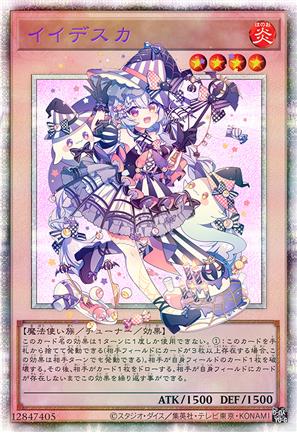 イイデスカ
炎
ほのお
【魔法使い族／チューナー／効果】
このカード名の効果は1ターンに1度しか使用できない。①：このカードを手
札から捨てて発動できる(相手フィールドにカードが3枚以上存在する場合、こ
の効果は相手ターンでも発動できる)。相手が自身フィールドのカード1枚を破
壊する。その後、相手がカード1枚をドローする。相手が自身フィールドにカー
ドが存在しないまでこの効果を繰り返す事ができる。
ATK/1500 DEF/1500
12847405
©スタジオ・ダイス／集英社・テレビ東京・KONAMI